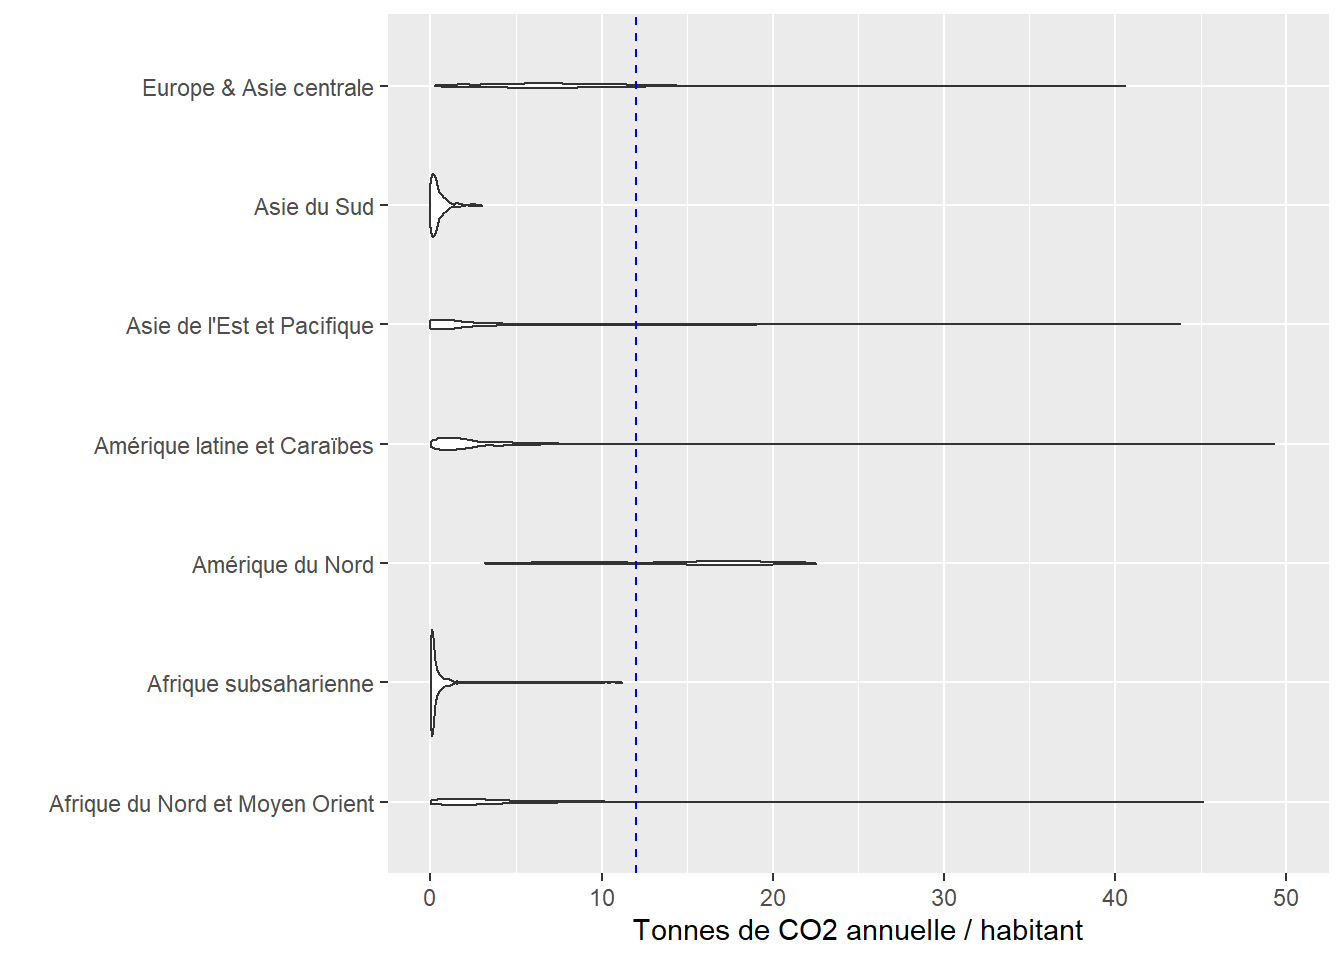 Europe & Asie centrale
Asie du Sud
Asie de l'Est et Pacifique
Amérique latine et Caraïbes
Amérique du Nord
Afrique subsaharienne
Afrique du Nord et Moyen Orient
0 10 20 30 40 50
Tonnes de CO2 annuelle / habitant